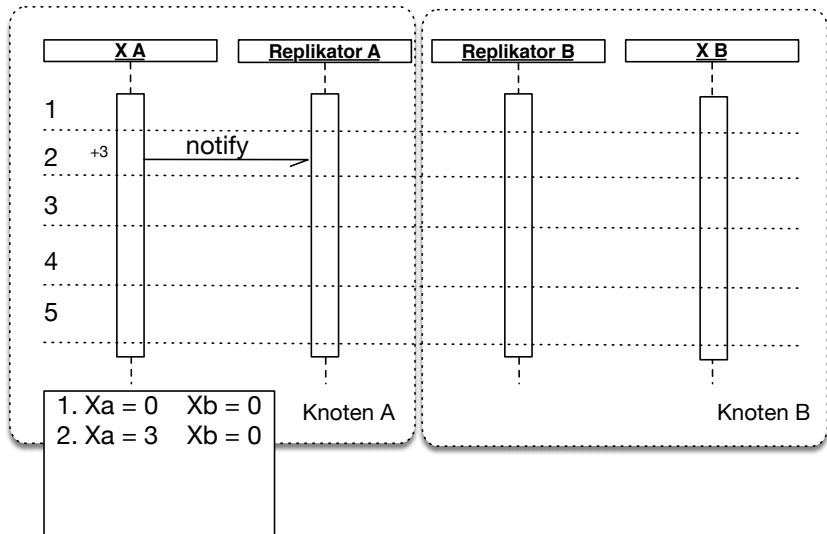 X A
Replikator A
Replikator B
X B
1
2
+3
notify
3
4
5
1. Xa = 0 Xb = 0
2. Xa = 3 Xb = 0
Knoten A
Knoten B